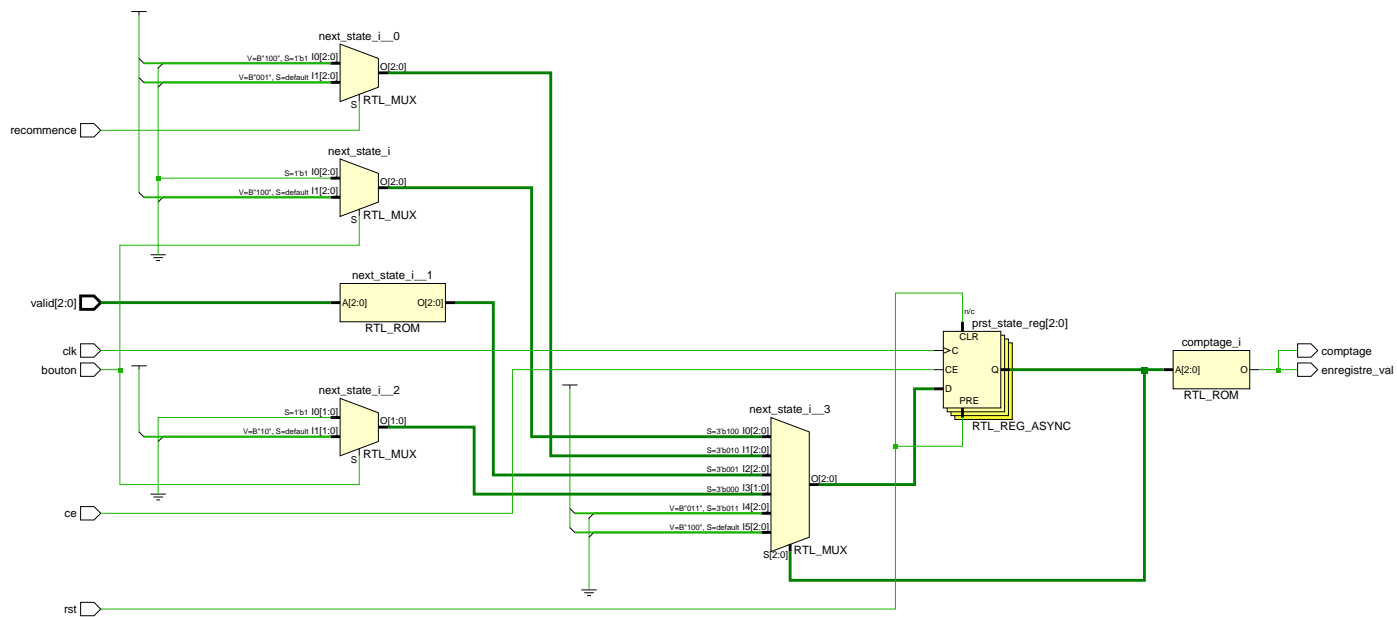 next_state_i__0
V=B"100", S=1'b1 I0[2:0]
V=B"001", S=default I1[2:0]
O[2:0]
S
RTL_MUX
recommence
next_state_i
S=1'b1 I0[2:0]
V=B"100", S=default I1[2:0]
O[2:0]
S
RTL_MUX
next_state_i__1
valid[2:0]
A[2:0]
O[2:0]
RTL_ROM
clk
bouton
next_state_i__2
S=1'b1 I0[1:0]
V=B"10", S=default I1[1:0]
O[1:0]
S
RTL_MUX
ce
rst
next_state_i__3
S=3'b100 I0[2:0]
S=3'b010 I1[2:0]
S=3'b001 I2[2:0]
S=3'b000 I3[1:0]
V=B"011", S=3'b011 I4[2:0]
V=B"100", S=default I5[2:0]
O[2:0]
S[2:0]
RTL_MUX
n/c
prst_state_reg[2:0]
CLR
C
CE
Q
D
PRE
RTL_REG_ASYNC
comptage_i
A[2:0]
O
RTL_ROM
comptage
enregistre_val